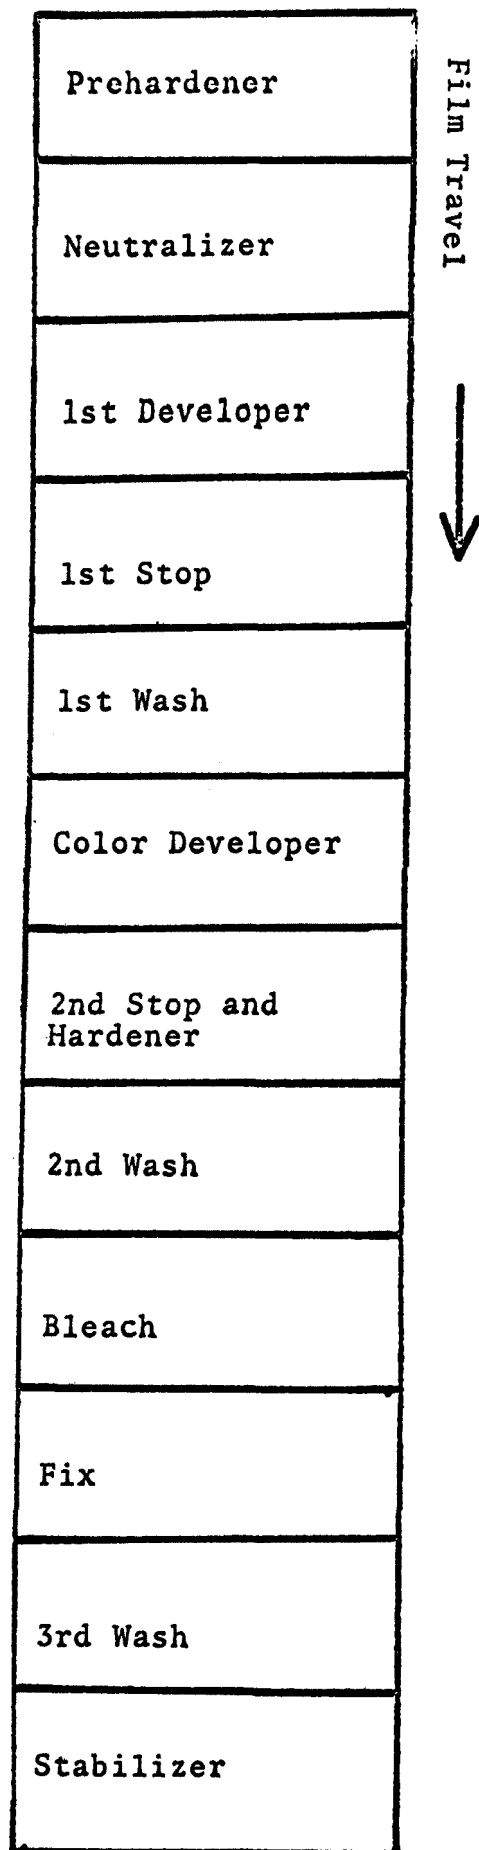 Prehardener
Film Travel
Neutralizer
1st Developer
1st Stop
1st Wash
Color Developer
2nd Stop and
Hardener
2nd Wash
Bleach
Fix
3rd Wash
Stabilizer